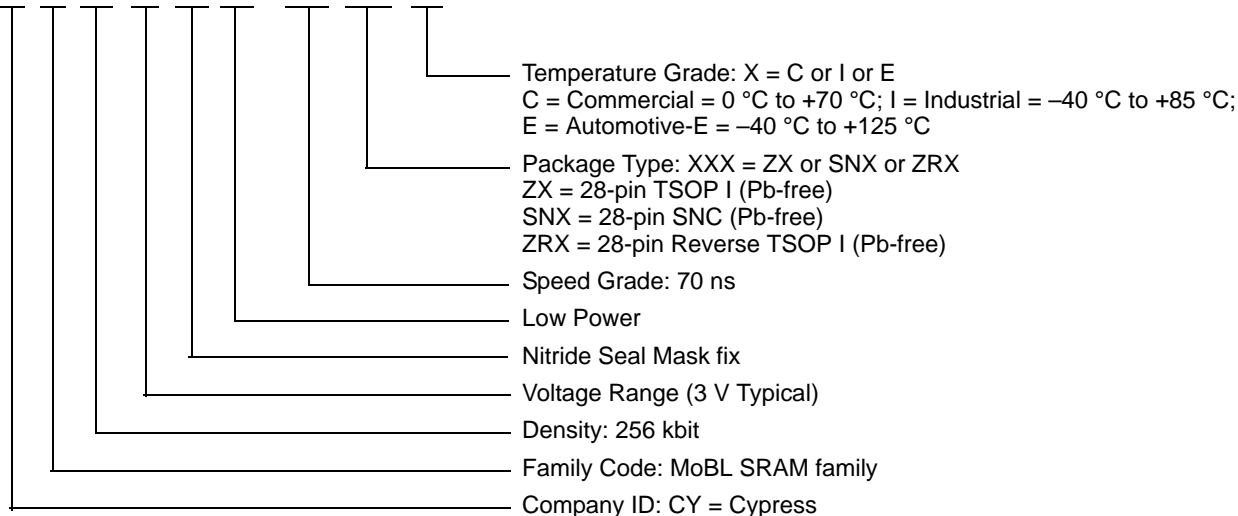 Temperature Grade: X = C or I or E
C = Commercial = 0 °C to +70 °C; I = Industrial = –40 °C to +85 °C;
E = Automotive-E = –40 °C to +125 °C
Package Type: XXX = ZX or SNX or ZRX
ZX = 28-pin TSOP I (Pb-free)
SNX = 28-pin SNC (Pb-free)
ZRX = 28-pin Reverse TSOP I (Pb-free)
Speed Grade: 70 ns
Low Power
Nitride Seal Mask fix
Voltage Range (3 V Typical)
Density: 256 kbit
Family Code: MoBL SRAM family
Company ID: CY = Cypress